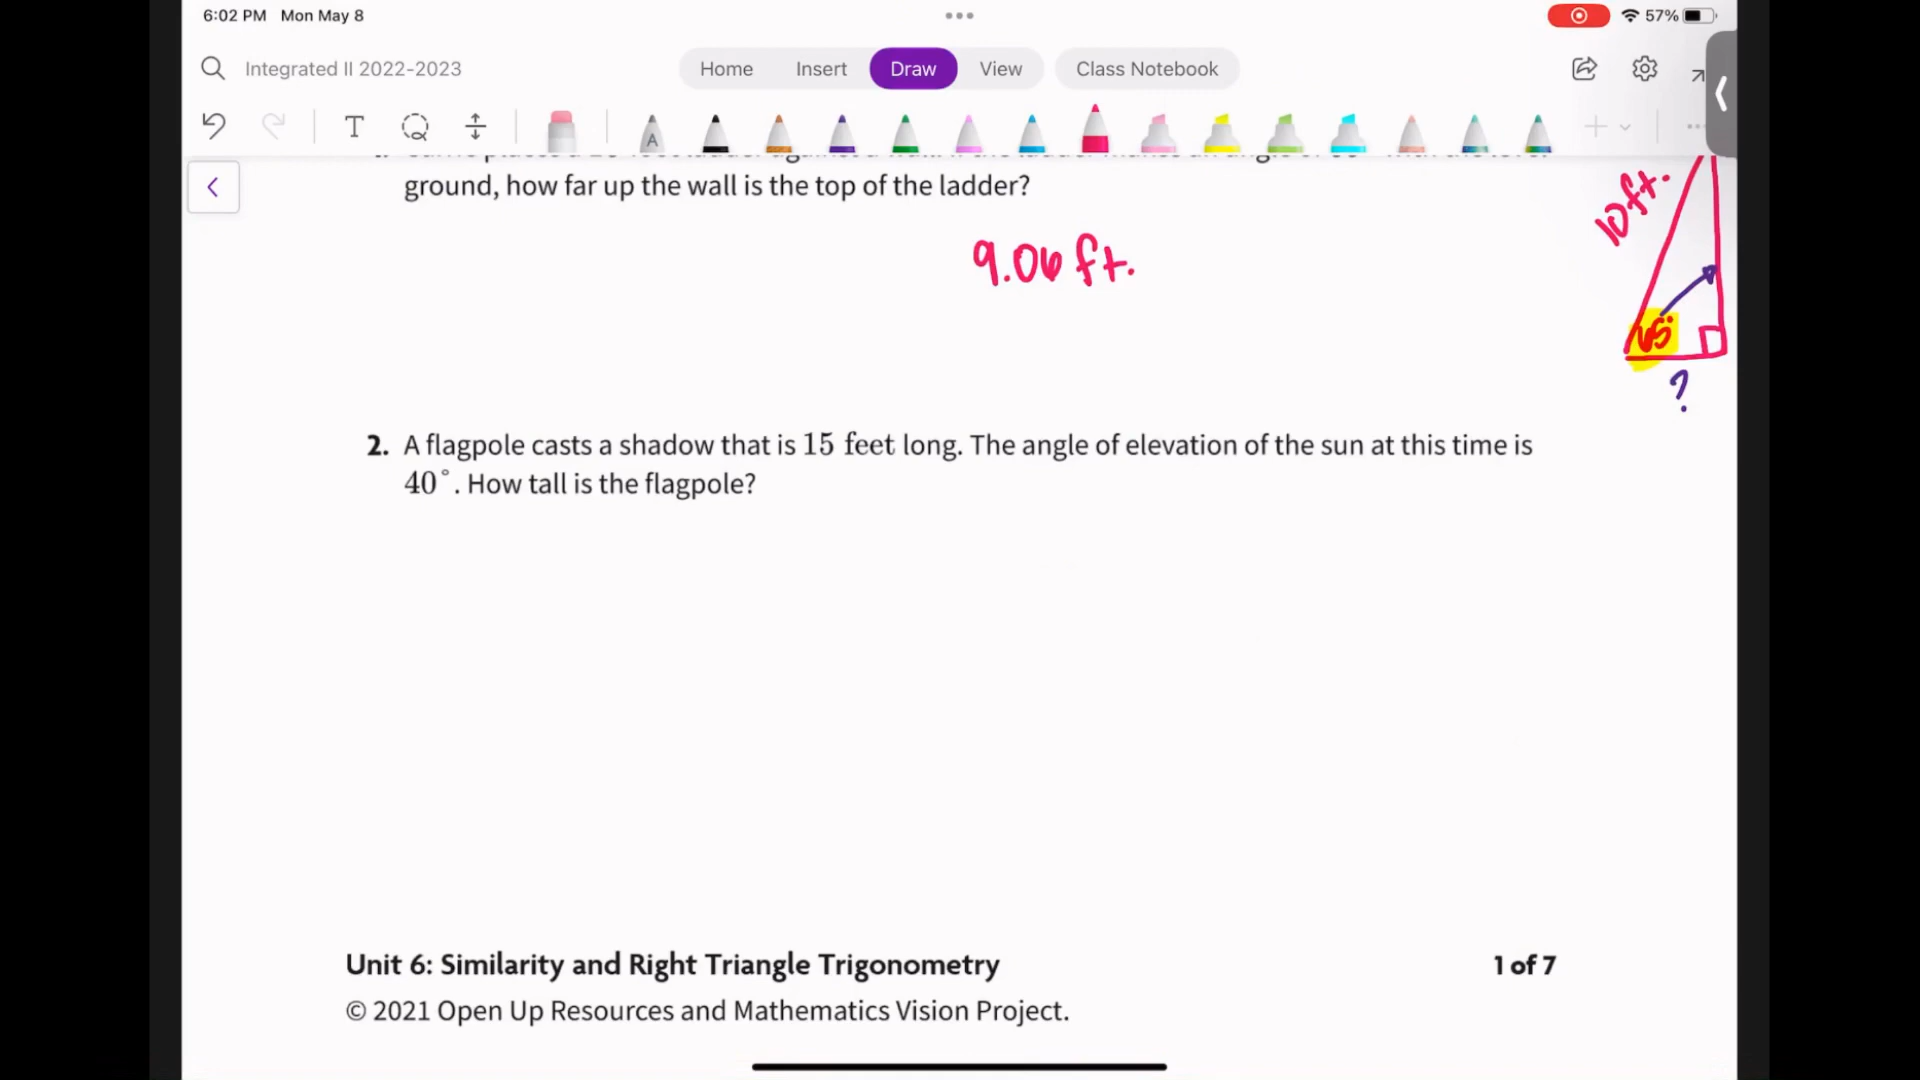 6:02 PM Mon May 8
57%
Integrated II 2022-2023
Home Insert Draw View Class Notebook
T
A
ground, how far up the wall is the top of the ladder?
10ft.
9.06 ft.
65°
?
2. A flagpole casts a shadow that is 15 feet long. The angle of elevation of the sun at this time is
40°. How tall is the flagpole?
Unit 6: Similarity and Right Triangle Trigonometry
1 of 7
© 2021 Open Up Resources and Mathematics Vision Project.